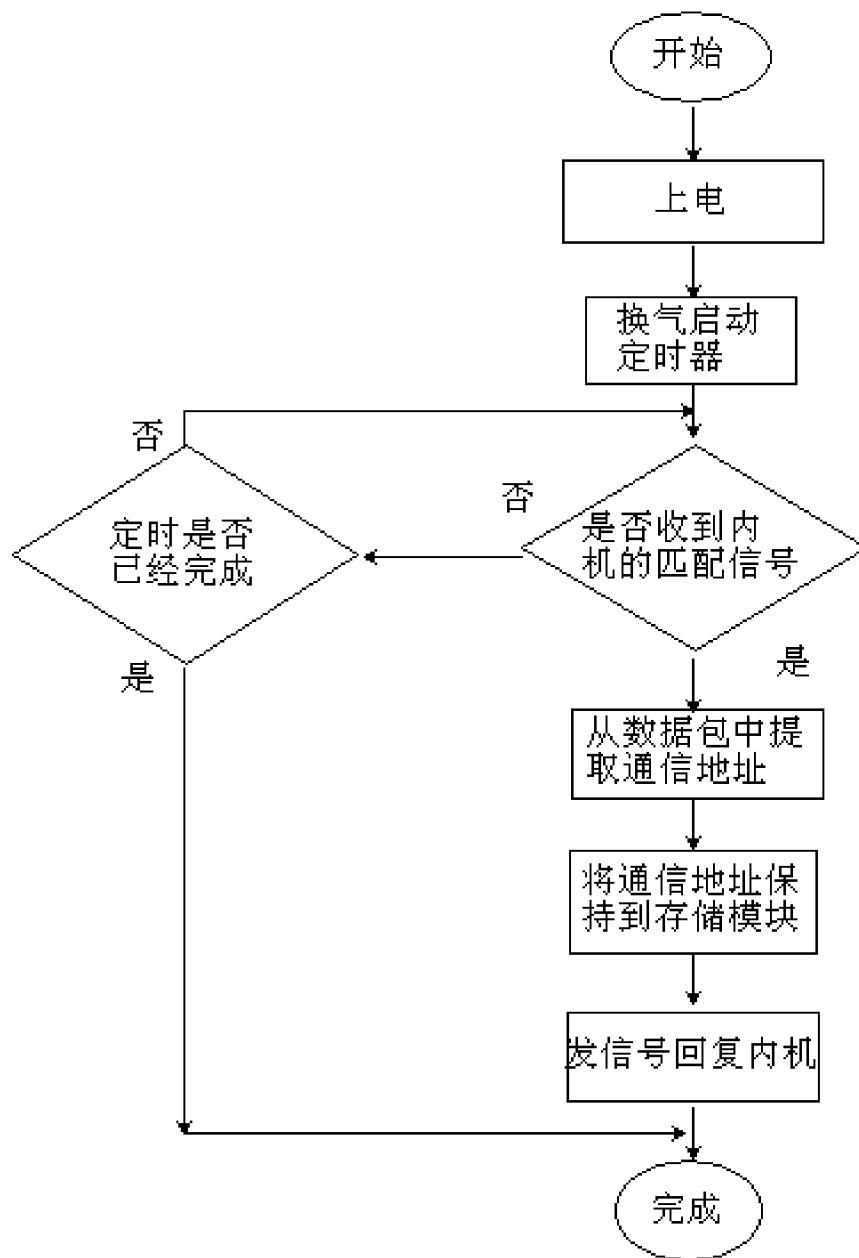 开始
上电
换气启动
定时器
否
否
定时是否
已经完成
是否收到内
机的匹配信号
是
是
从数据包中提
取通信地址
将通信地址保
持到存储模块
发信号回复内机
完成